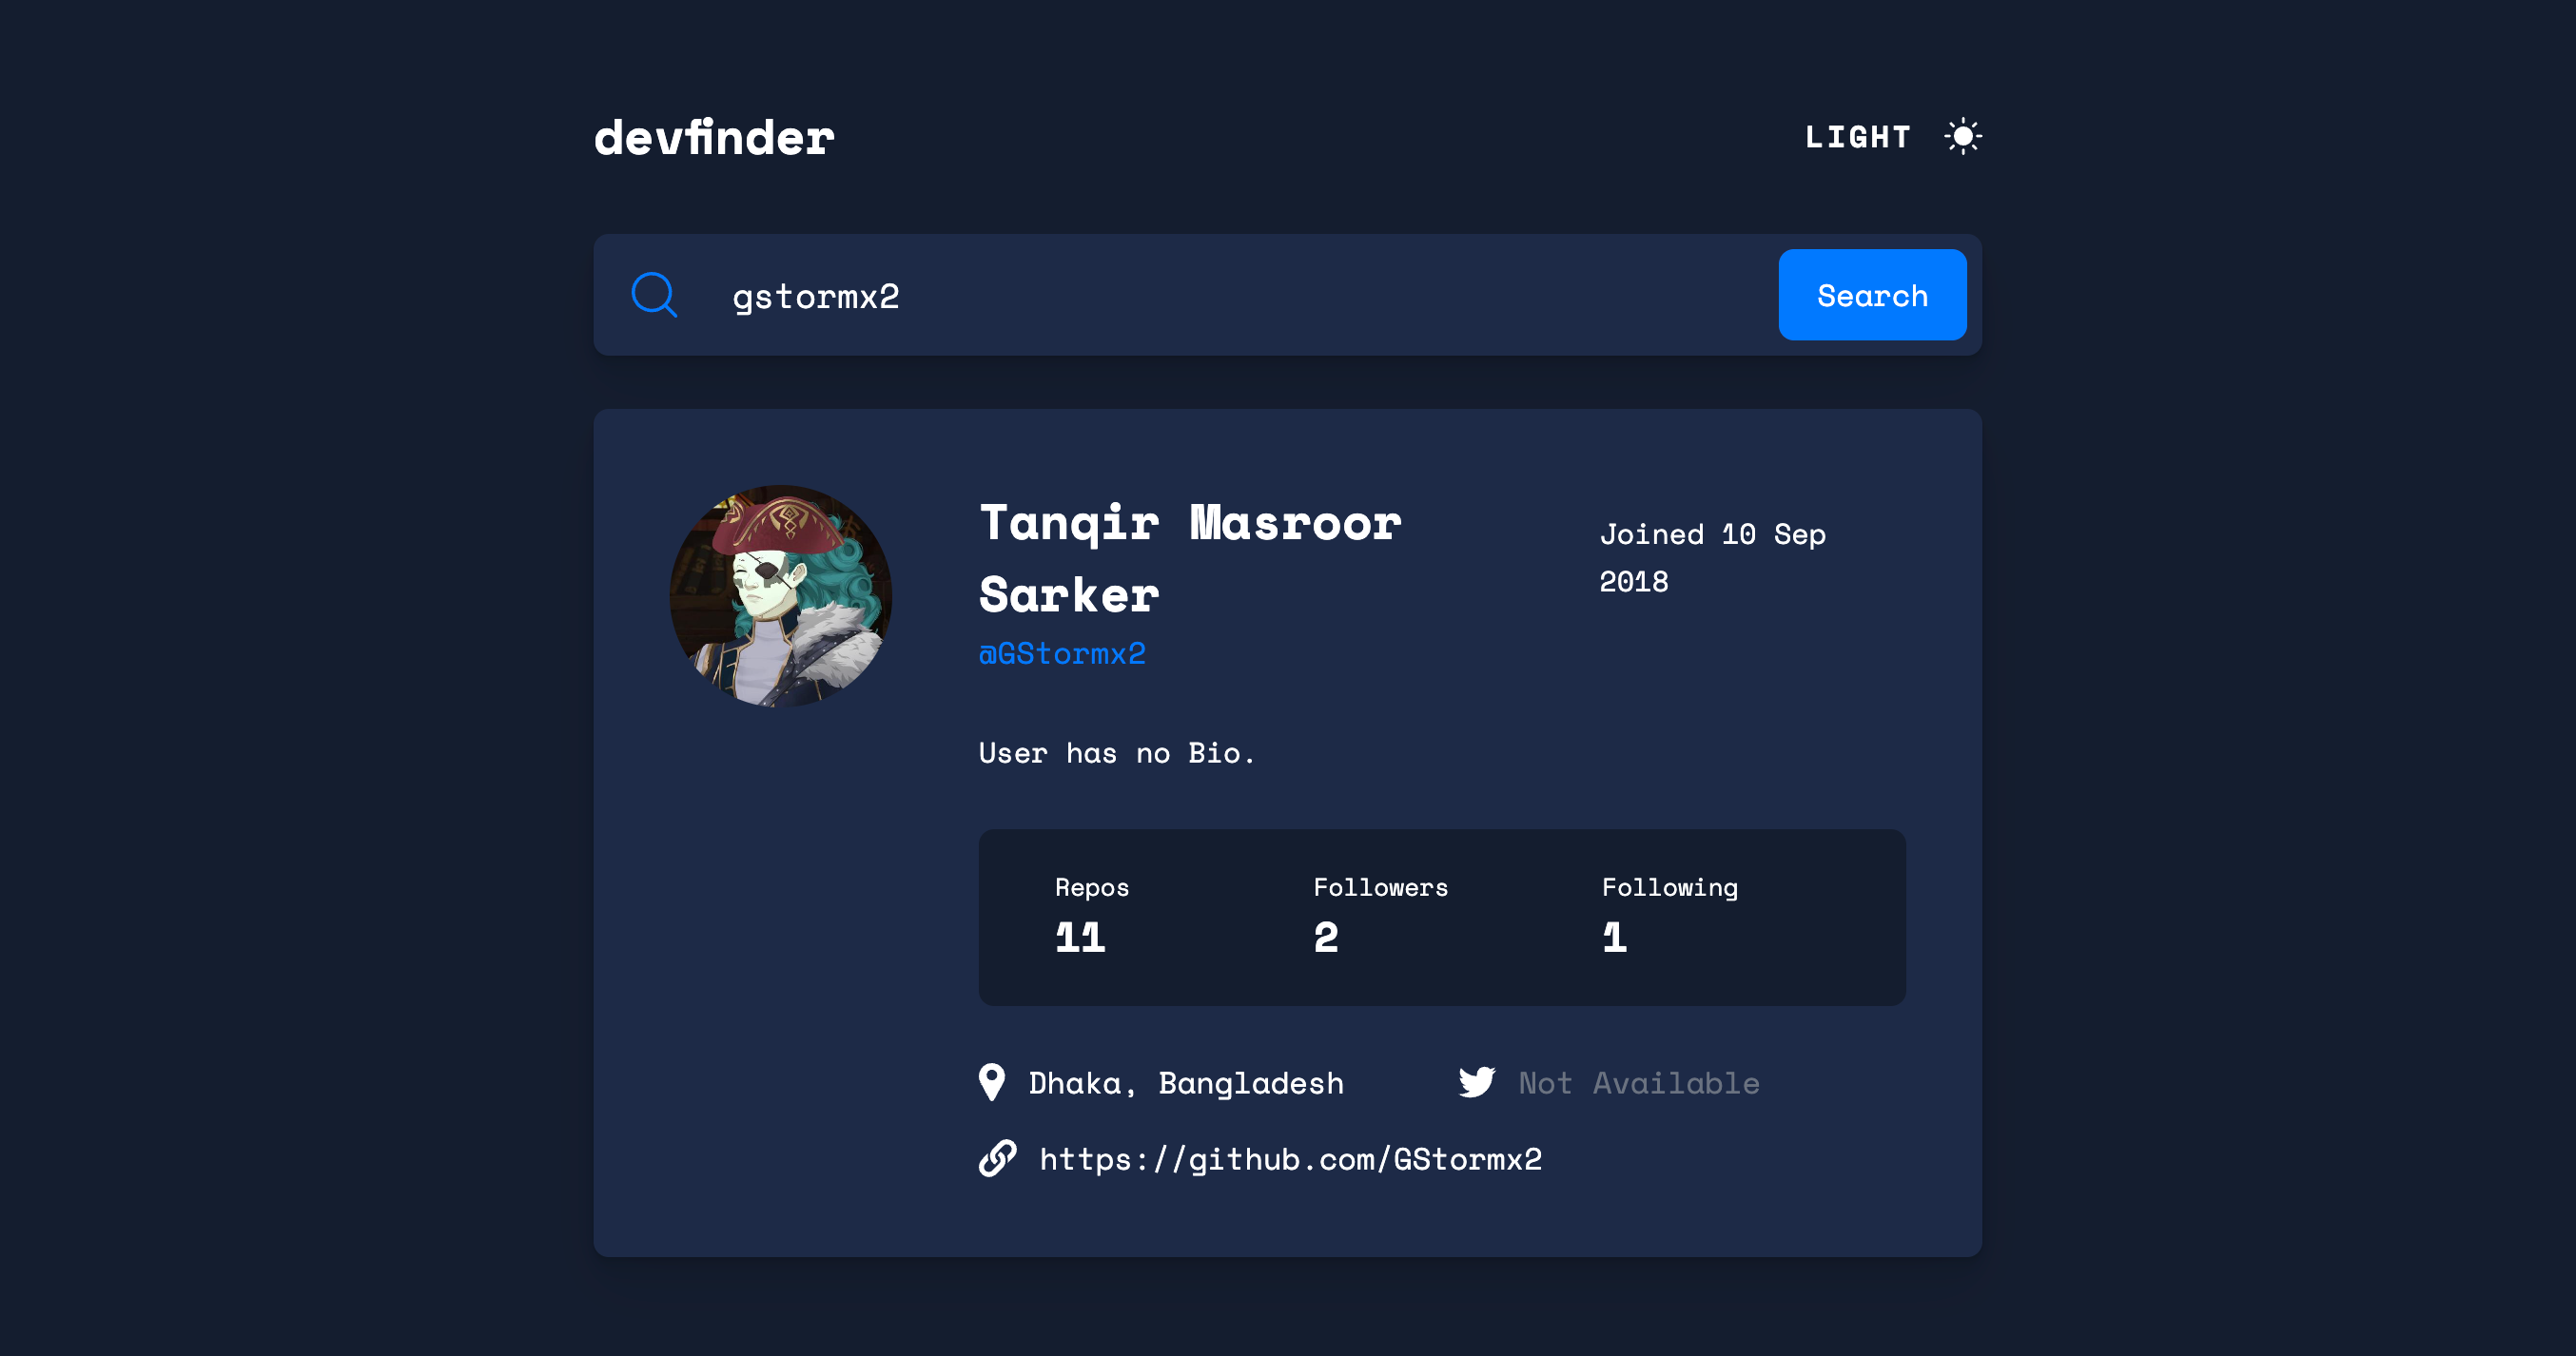 devfinder
LIGHT
gstormx2
Search
Tanqir Masroor
Sarker
Joined 10 Sep
2018
@GStormx2
User has no Bio.
Repos
11
Followers
2
Following
1
Dhaka, Bangladesh
Not Available
https://github.com/GStormx2